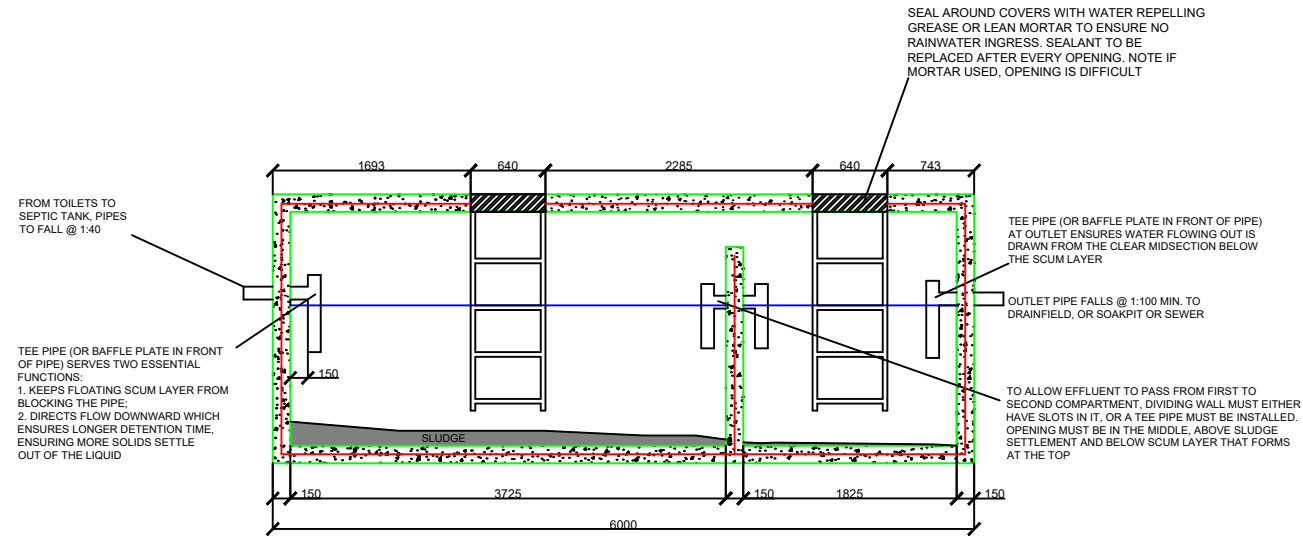 SEAL AROUND COVERS WITH WATER REPELLING
GREASE OR LEAN MORTAR TO ENSURE NO
RAINWATER INGRESS. SEALANT TO BE
REPLACED AFTER EVERY OPENING. NOTE IF
MORTAR USED, OPENING IS DIFFICULT
1693
640
2285
640
743
FROM TOILETS TO
SEPTIC TANK, PIPES
TO FALL @ 1:40
TEE PIPE (OR BAFFLE PLATE IN FRONT OF PIPE)
AT OUTLET ENSURES WATER FLOWING OUT IS
DRAWN FROM THE CLEAR MIDSECTION BELOW
THE SCUM LAYER
OUTLET PIPE FALLS @ 1:100 MIN. TO
DRAINFIELD, OR SOAKPIT OR SEWER
TEE PIPE (OR BAFFLE PLATE IN FRONT
OF PIPE) SERVES TWO ESSENTIAL
FUNCTIONS:
1. KEEPS FLOATING SCUM LAYER FROM
BLOCKING THE PIPE;
2. DIRECTS FLOW DOWNWARD WHICH
ENSURES LONGER DETENTION TIME,
ENSURING MORE SOLIDS SETTLE
OUT OF THE LIQUID
150
TO ALLOW EFFLUENT TO PASS FROM FIRST TO
SECOND COMPARTMENT, DIVIDING WALL MUST EITHER
HAVE SLOTS IN IT, OR A TEE PIPE MUST BE INSTALLED.
OPENING MUST BE IN THE MIDDLE, ABOVE SLUDGE
SETTLEMENT AND BELOW SCUM LAYER THAT FORMS
AT THE TOP
SLUDGE
150
3725
150
1825
150
6000